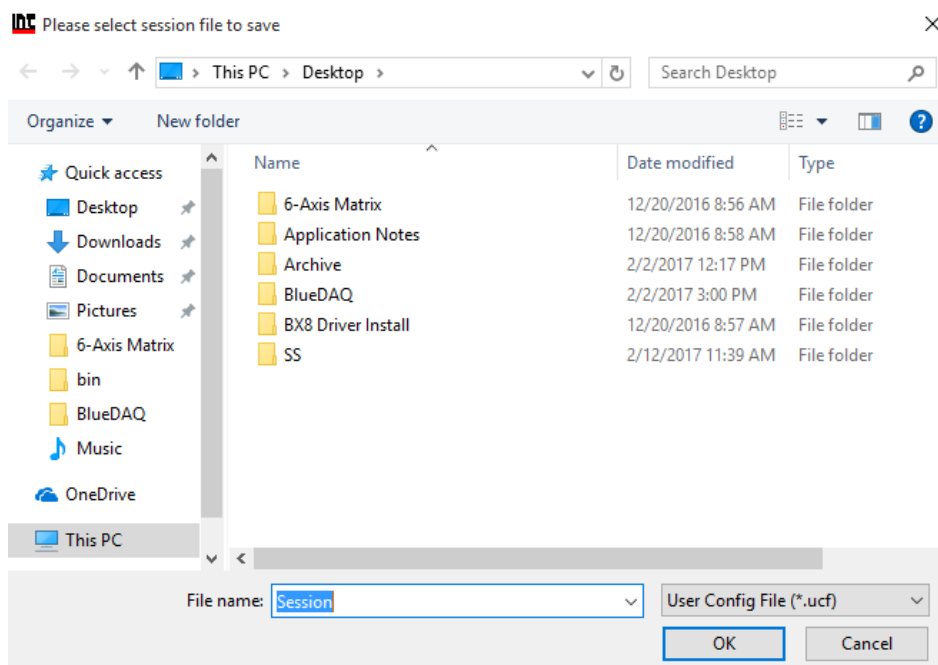 INT Please select session file to save
This PC > Desktop >
Search Desktop
Organize
New folder
?
Name Date modified Type
Quick access
Desktop
Downloads
Documents
Pictures
6-Axis Matrix
bin
BlueDAQ
Music
OneDrive
This PC
6-Axis Matrix 12/20/2016 8:56 AM File folder
Application Notes 12/20/2016 8:58 AM File folder
Archive 2/2/2017 12:17 PM File folder
BlueDAQ 2/2/2017 3:00 PM File folder
BX8 Driver Install 12/20/2016 8:57 AM File folder
SS 2/12/2017 11:39 AM File folder
File name: Session User Config File (*.ucf)
OK Cancel